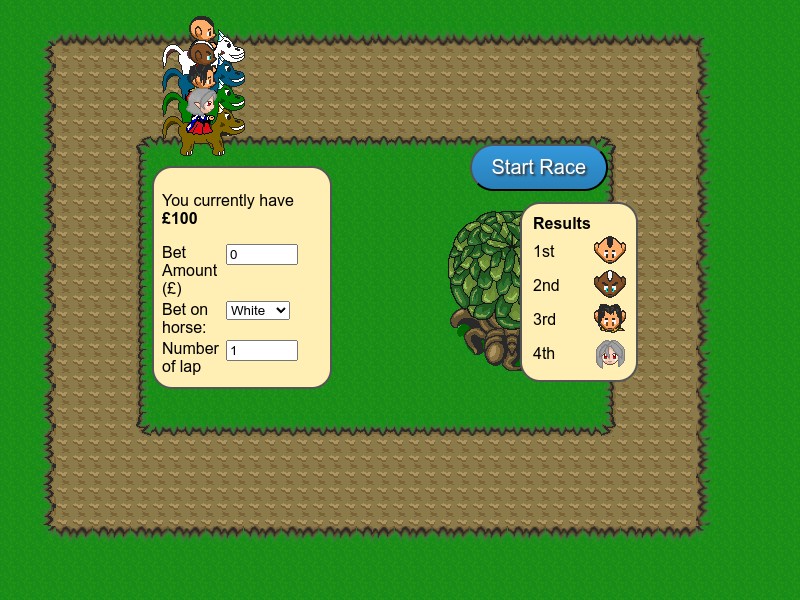 Start Race
You currently have
£100
Bet
Amount
(£)
0
Bet on
horse:
White
Number
of lap
1
Results
1st
2nd
3rd
4th